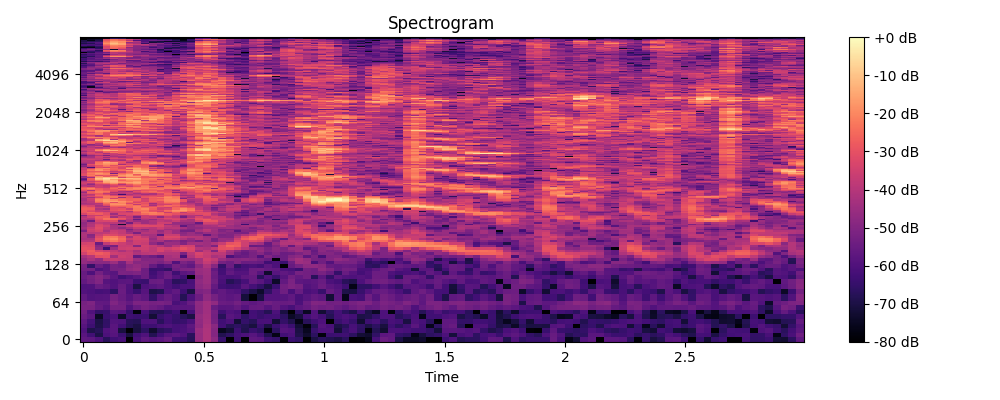 Spectrogram
+0 dB
4096
-10 dB
2048
-20 dB
1024
-30 dB
Hz
512
-40 dB
256
-50 dB
128
-60 dB
64
-70 dB
0
-80 dB
0 0.5 1 1.5 2 2.5
Time